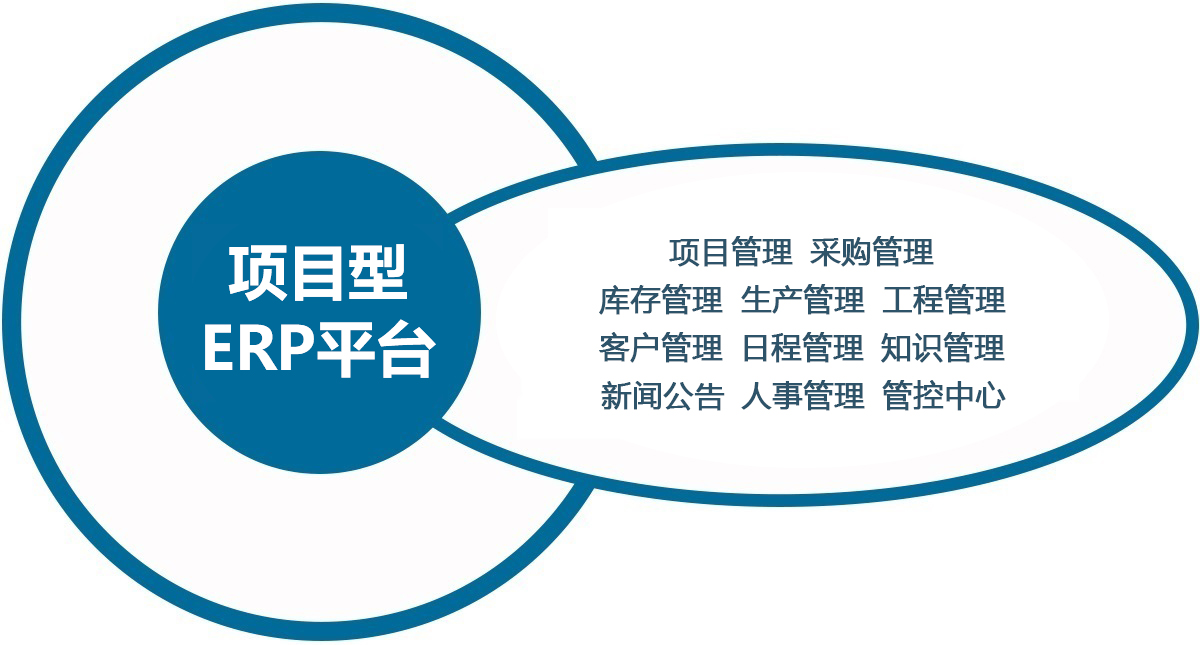 项目型
ERP平台
项目管理 采购管理
库存管理 生产管理 工程管理
客户管理 日程管理 知识管理
新闻公告 人事管理 管控中心